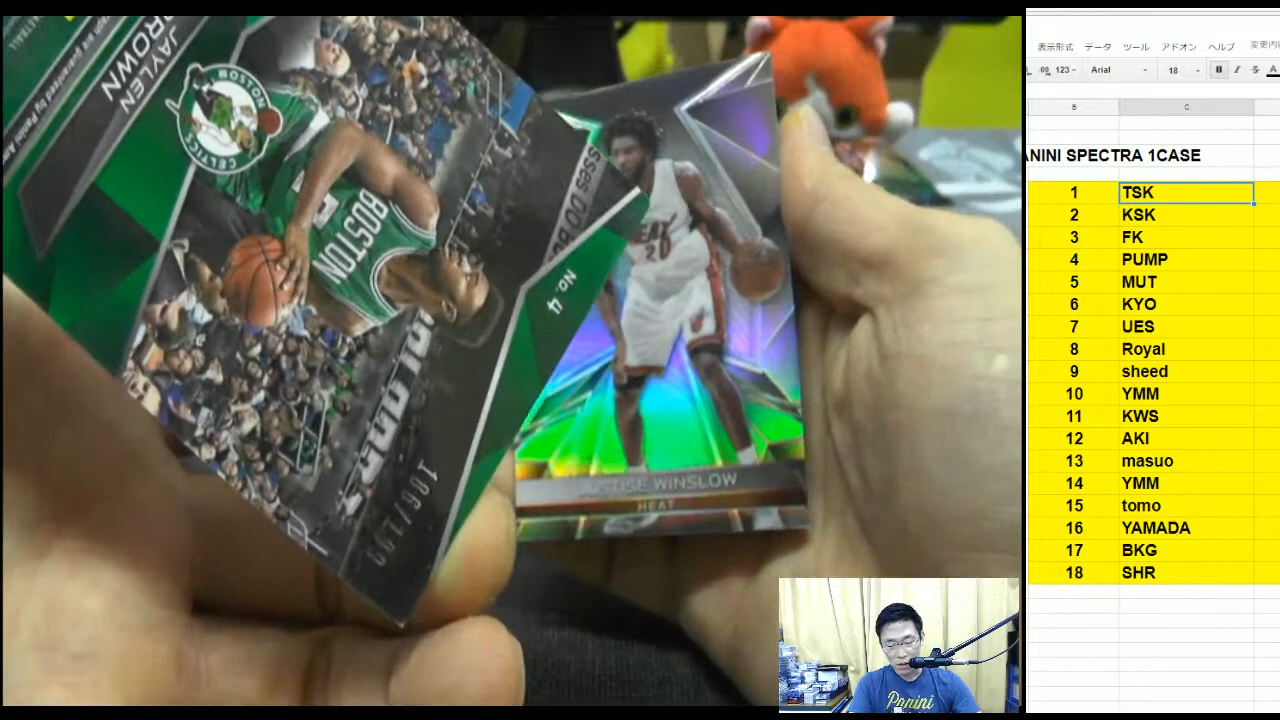 JAYLEN
BROWN
BOSTON
CELTICS
BOSTON
No. 4
186/199
HEAT
20
JUSTISE WINSLOW
HEAT
表示形式 データ ツール アドオン ヘルプ
.00 123 - Arial 18 B I S A
B C
PANINI SPECTRA 1CASE
1 TSK
2 KSK
3 FK
4 PUMP
5 MUT
6 KYO
7 UES
8 Royal
9 sheed
10 YMM
11 KWS
12 AKI
13 masuo
14 YMM
15 tomo
16 YAMADA
17 BKG
18 SHR
Panini